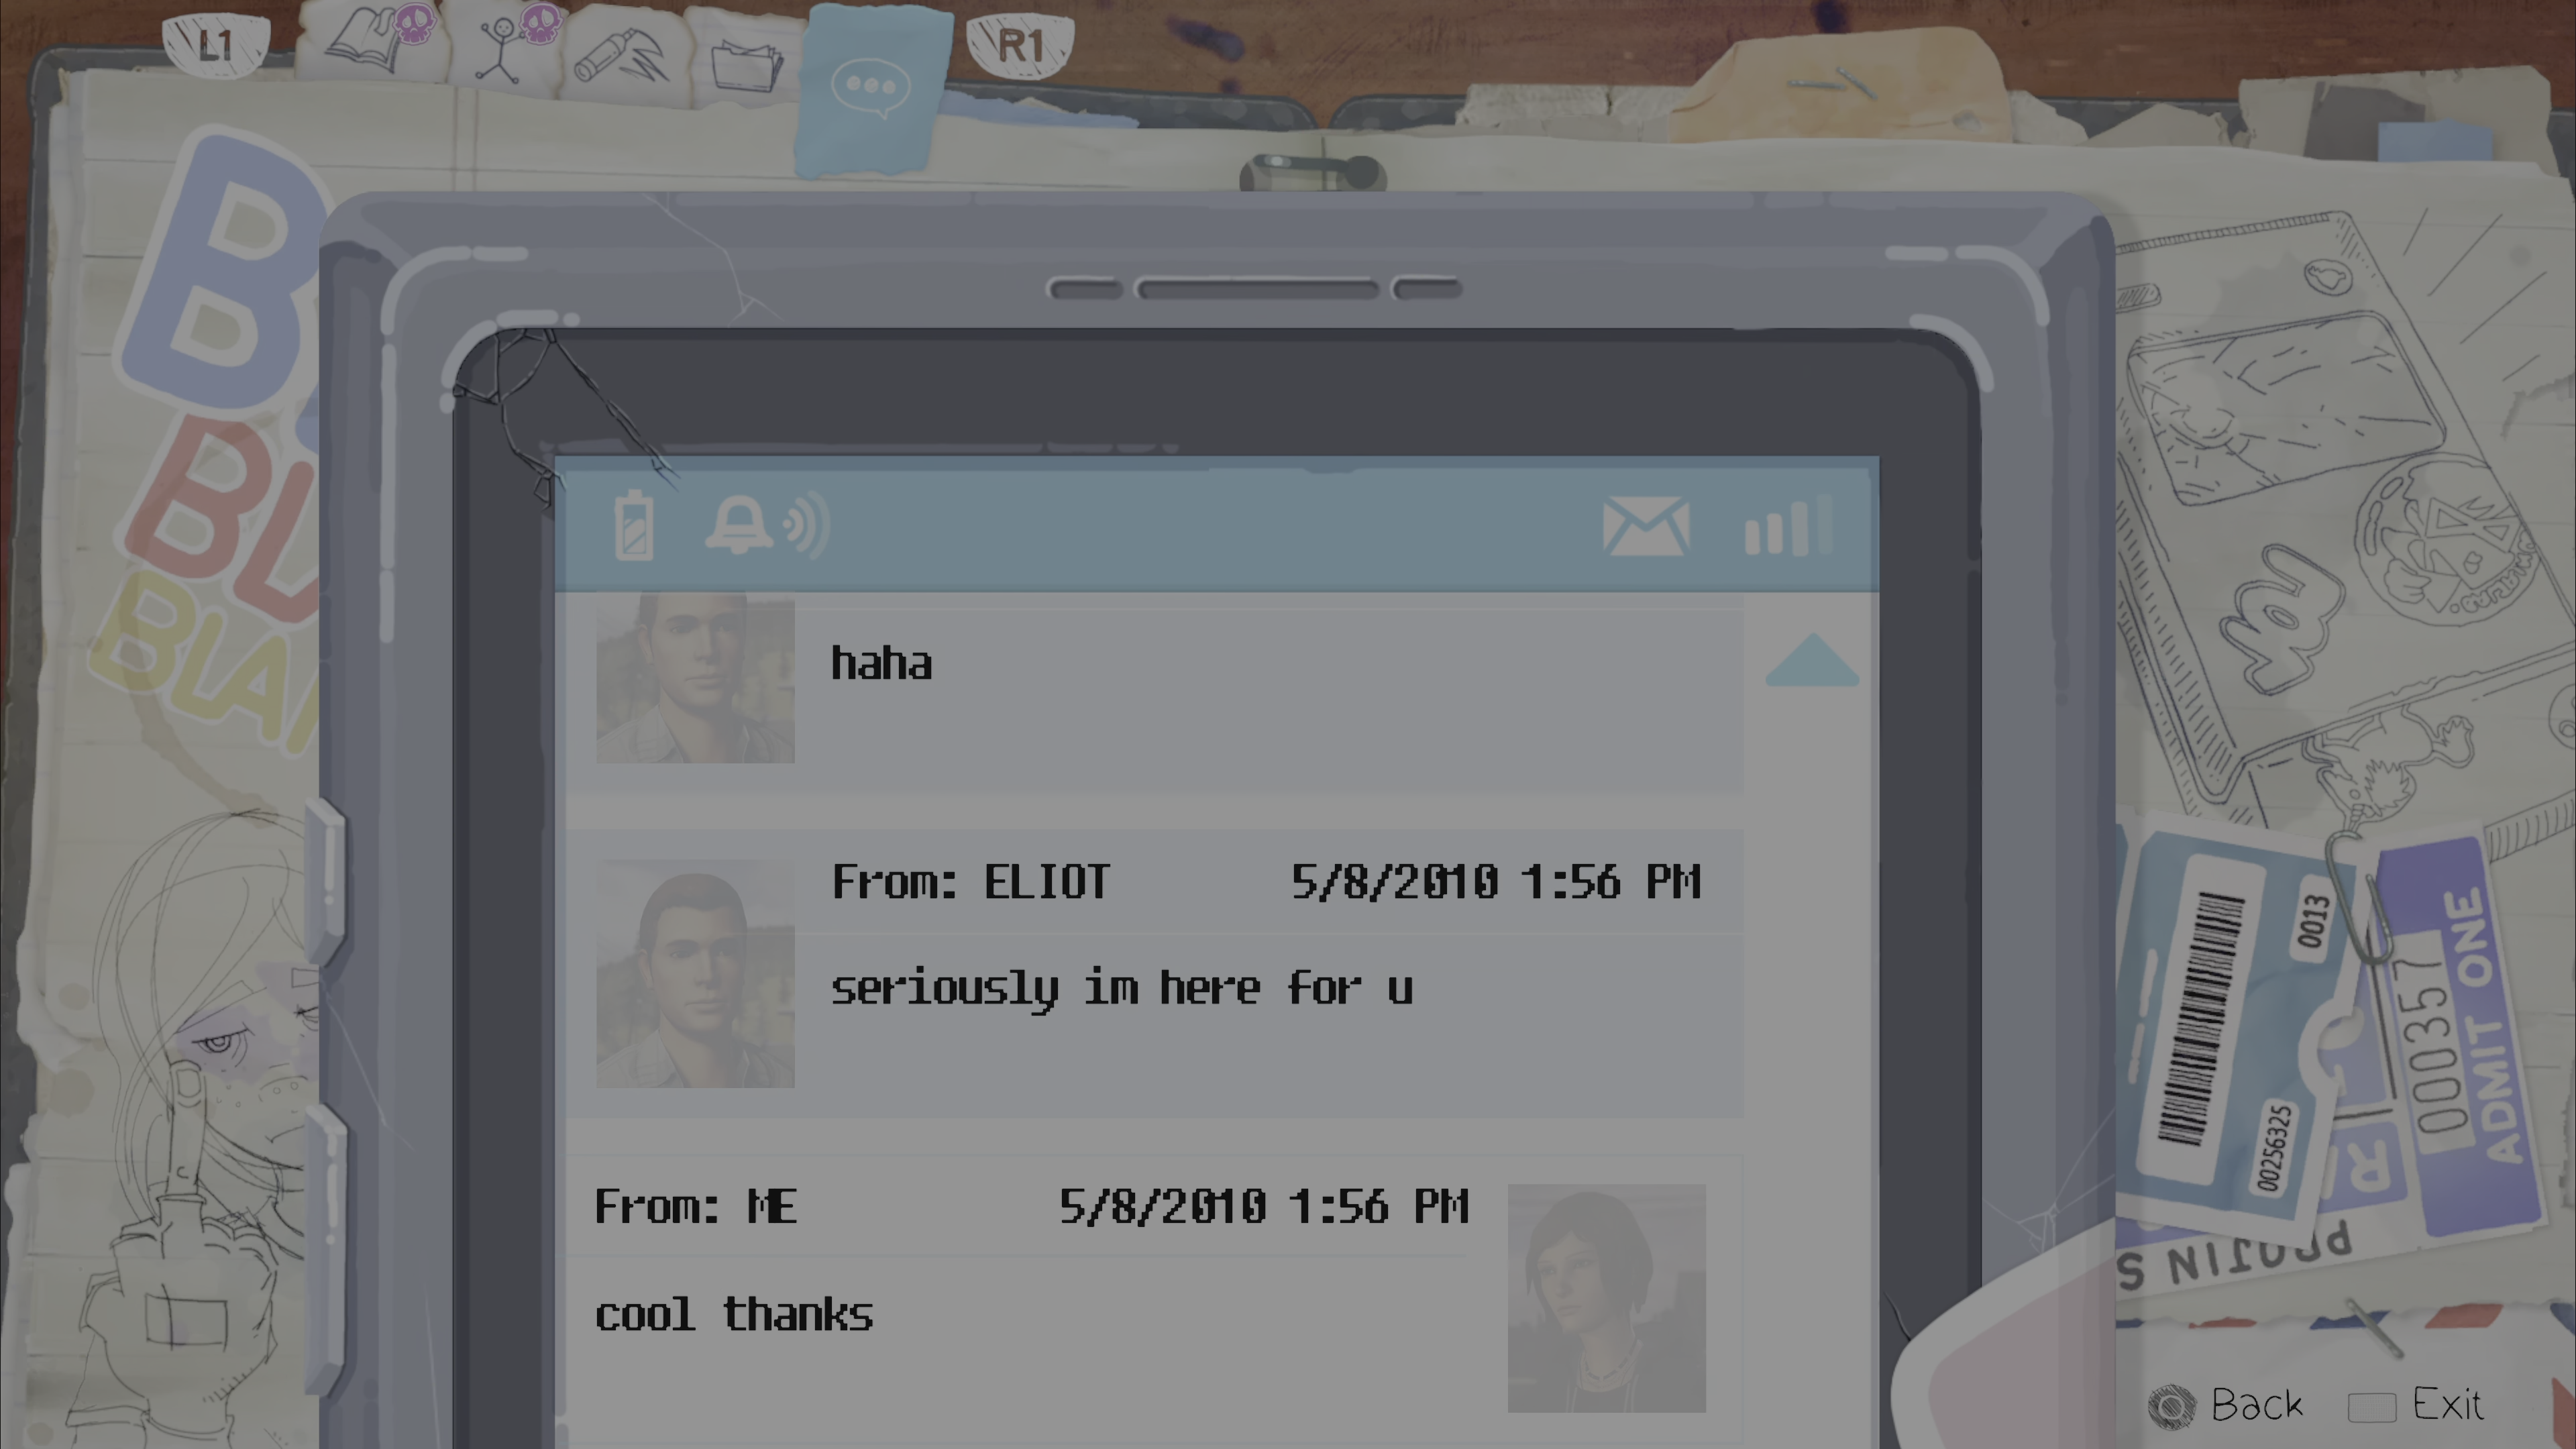 L1
R1
haha
From: ELIOT 5/8/2010 1:56 PM
seriously im here for u
From: ME 5/8/2010 1:56 PM
cool thanks
0013
00256325
000357
ADMIT ONE
Back
Exit